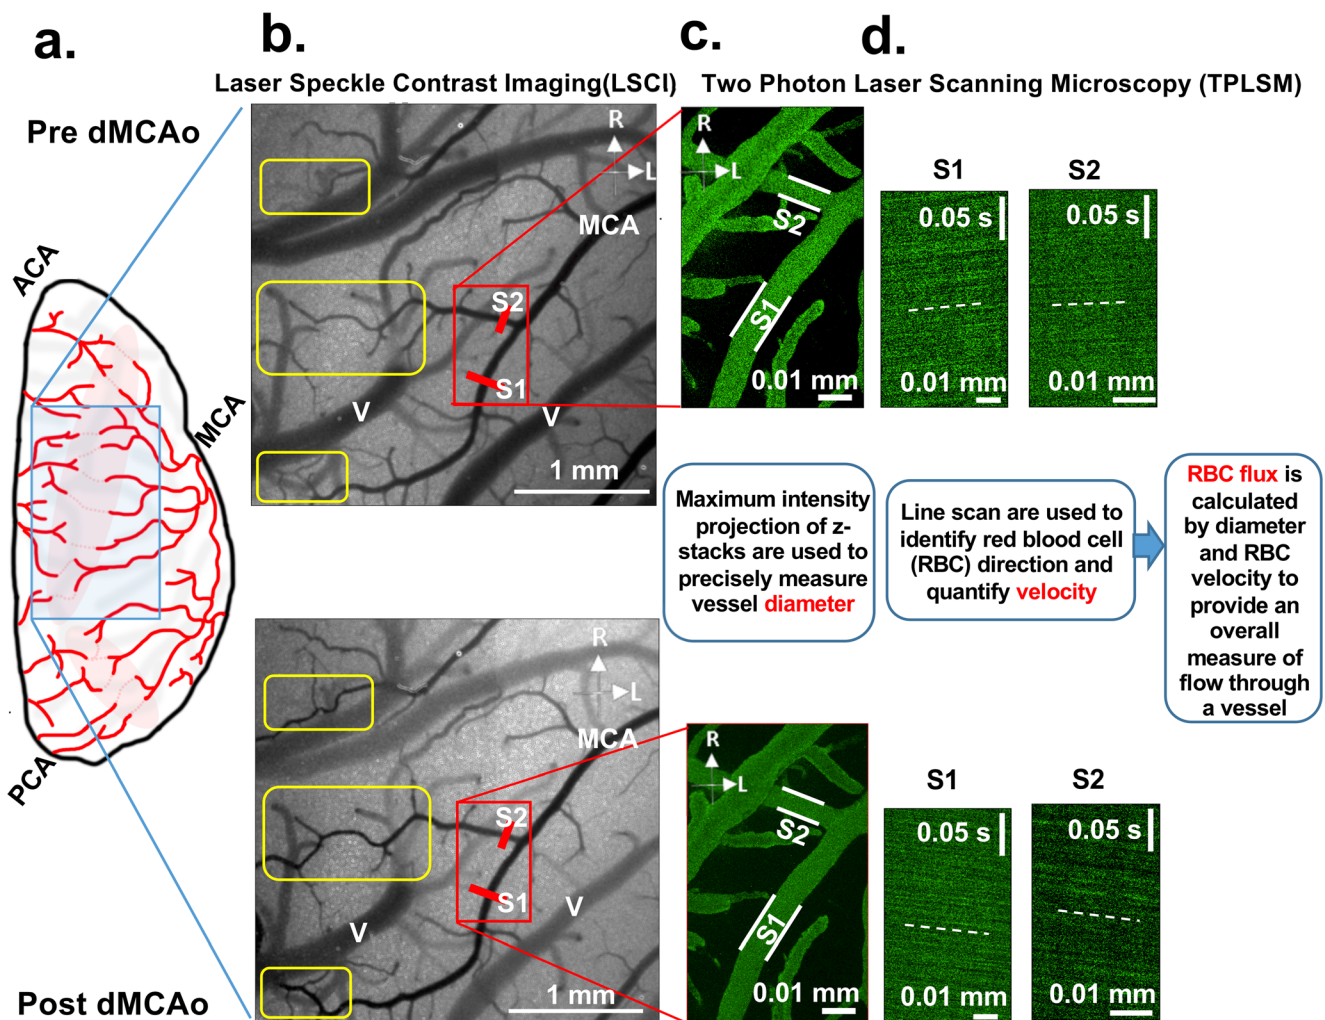 a.
b.
c.
d.
Laser Speckle Contrast Imaging(LSCI)
Two Photon Laser Scanning Microscopy (TPLSM)
Pre dMCAo
R
L
MCA
S2
S1
V
V
1 mm
R
L
S2
S1
0.01 mm
S1
0.05 s
0.01 mm
S2
0.05 s
0.01 mm
ACA
MCA
PCA
Maximum intensity
projection of z-
stacks are used to
precisely measure
vessel diameter
Line scan are used to
identify red blood cell
(RBC) direction and
quantify velocity
RBC flux is
calculated
by diameter
and RBC
velocity to
provide an
overall
measure of
flow through
a vessel
Post dMCAo
R
L
MCA
S2
S1
V
V
1 mm
R
L
S2
S1
0.01 mm
S1
0.05 s
0.01 mm
S2
0.05 s
0.01 mm